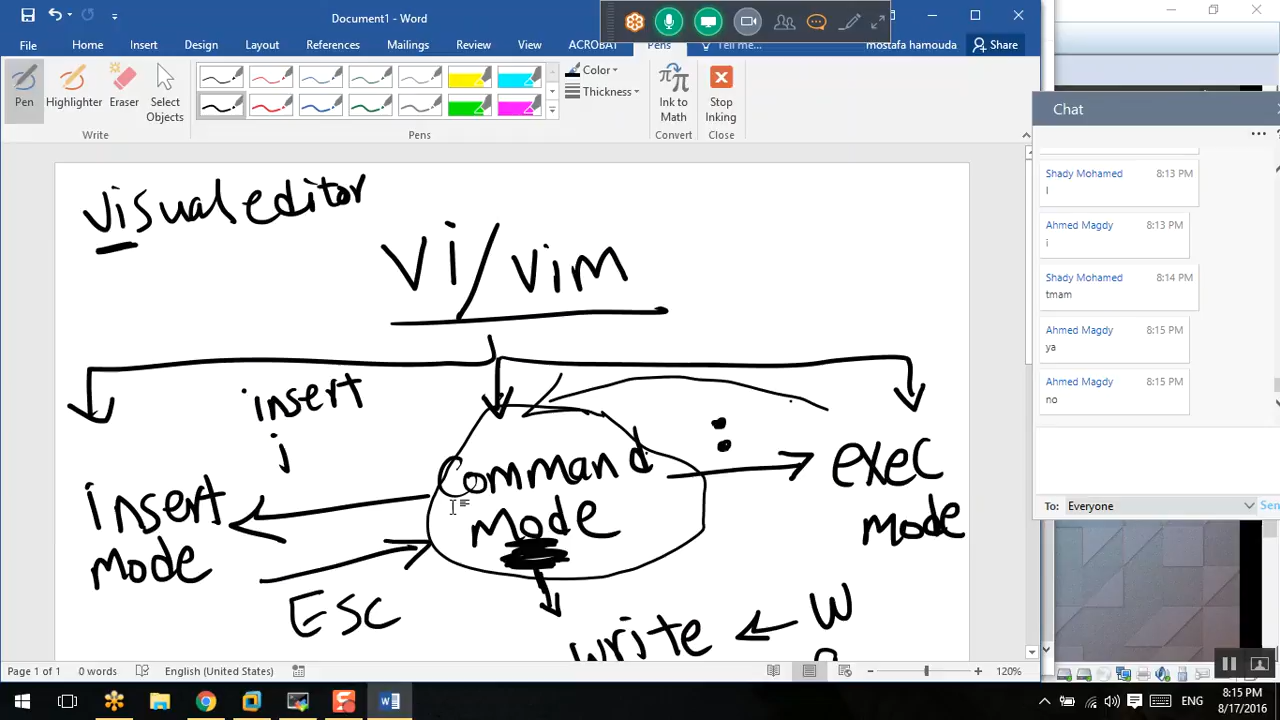 Document1 - Word
File Home Insert Design Layout References Mailings Review View ACROBAT Pens Tell me... mostafa hamouda Share
Pen Highlighter Eraser Select Objects
Color
Thickness
Ink to Math
Stop Inking
Write Pens Convert Close
visual editor
vi/vim
insert
i
Command
mode
:
exec
mode
insert
mode
ESC
write
w
Page 1 of 1 0 words English (United States) 120%
Chat
Shady Mohamed 8:13 PM
I
Ahmed Magdy 8:13 PM
i
Shady Mohamed 8:14 PM
tmam
Ahmed Magdy 8:15 PM
ya
Ahmed Magdy 8:15 PM
no
To: Everyone
8:15 PM
8/17/2016